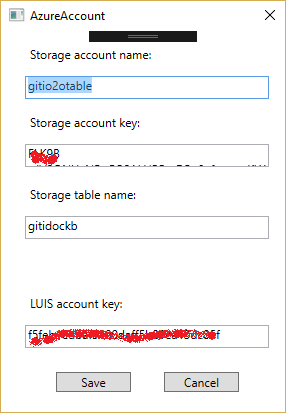 AzureAccount
Storage account name:
gitio2otable
Storage account key:
Storage table name:
gitidockb
LUIS account key:
Save
Cancel